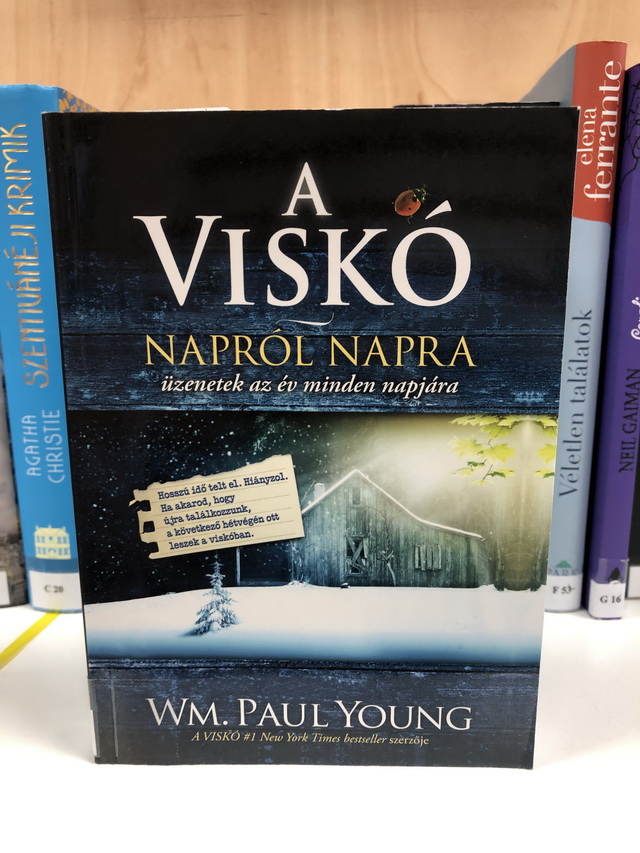 A
VISKÓ
NAPRÓL NAPRA
üzenetek az év minden napjára
Hosszú idő telt el. Hiányzol.
Ha akarod, hogy
újra találkozzunk,
a következő hétvégén ott
leszek a viskóban.
WM. PAUL YOUNG
A VISKÓ #1 New York Times bestseller szerzője
AGATHA
CHRISTIE
SZENTIVÁNÉJI KRIMIK
C 20
elena
ferrante
Véletlen találatok
PARK
F 53
NEIL GAIMAN
G 16